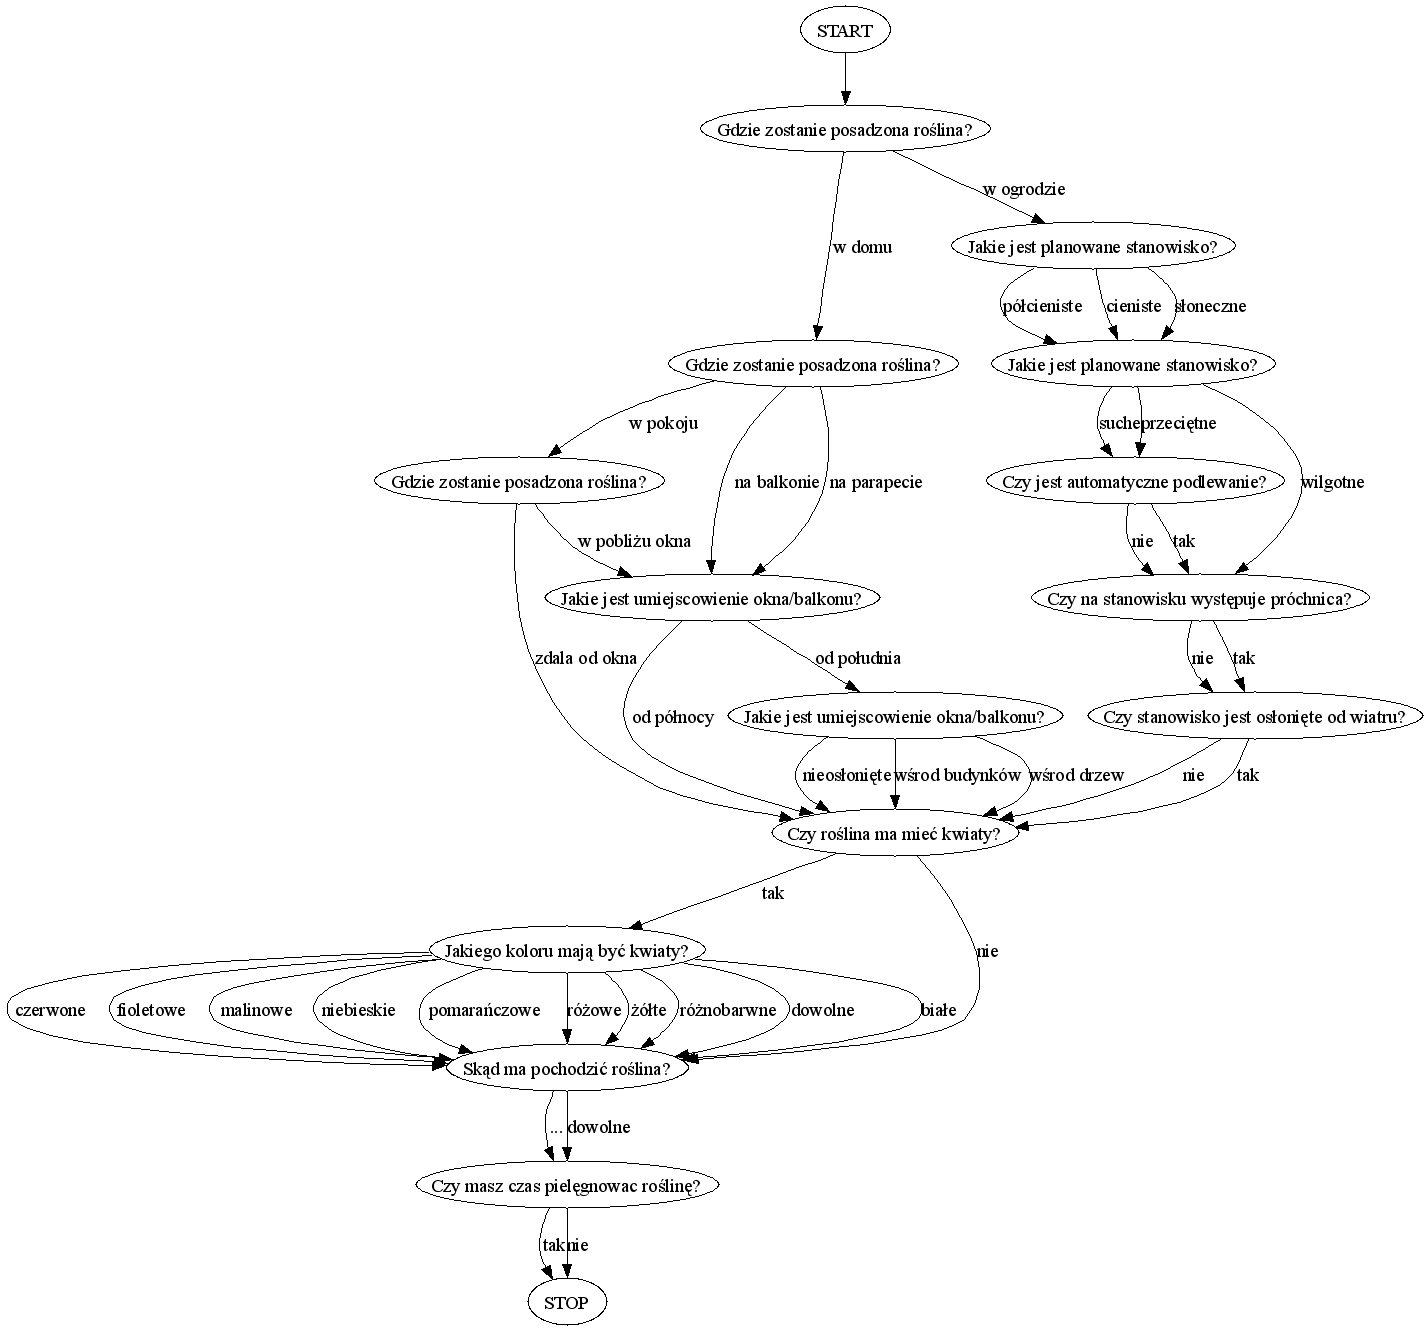 START
Gdzie zostanie posadzona roślina?
w ogrodzie
Jakie jest planowane stanowisko?
w domu
półcieniste
cieniste
słoneczne
Gdzie zostanie posadzona roślina?
Jakie jest planowane stanowisko?
w pokoju
suche
przeciętne
Gdzie zostanie posadzona roślina?
na balkonie
na parapecie
Czy jest automatyczne podlewanie?
wilgotne
w pobliżu okna
nie
tak
Jakie jest umiejscowienie okna/balkonu?
Czy na stanowisku występuje próchnica?
zdala od okna
od południa
nie
tak
od północy
Jakie jest umiejscowienie okna/balkonu?
Czy stanowisko jest osłonięte od wiatru?
nieosłonięte
wśrod budynków
wśrod drzew
nie
tak
Czy roślina ma mieć kwiaty?
tak
Jakiego koloru mają być kwiaty?
nie
czerwone
fioletowe
malinowe
niebieskie
pomarańczowe
różowe
żółte
różnobarwne
dowolne
białe
Skąd ma pochodzić roślina?
...
dowolne
Czy masz czas pielęgnowac roślinę?
tak
nie
STOP